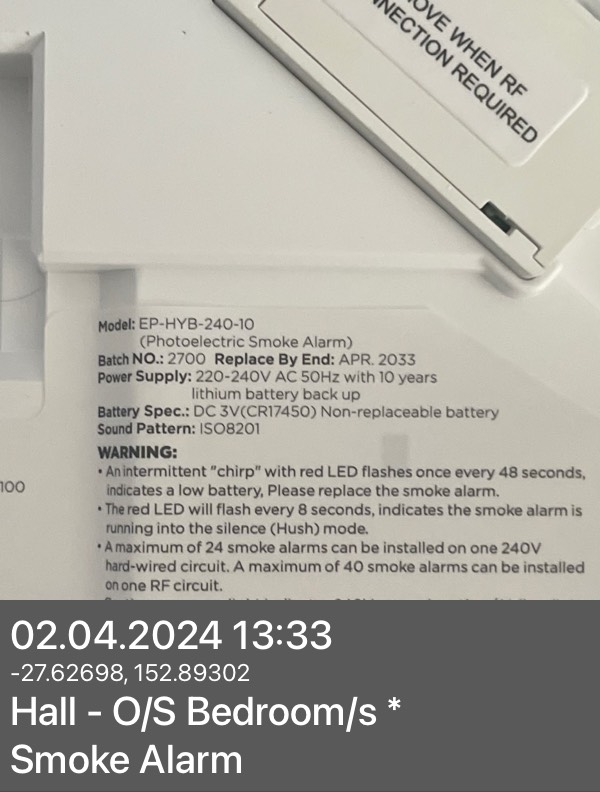 OVE WHEN RF
NNECTION REQUIRED
Model: EP-HYB-240-10
(Photoelectric Smoke Alarm)
Batch NO.: 2700 Replace By End: APR. 2033
Power Supply: 220-240V AC 50Hz with 10 years
lithium battery back up
Battery Spec.: DC 3V(CR17450) Non-replaceable battery
Sound Pattern: ISO8201
WARNING:
• An intermittent "chirp" with red LED flashes once every 48 seconds,
indicates a low battery, Please replace the smoke alarm.
100
• The red LED will flash every 8 seconds, indicates the smoke alarm is
running into the silence (Hush) mode.
• A maximum of 24 smoke alarms can be installed on one 240V
hard-wired circuit. A maximum of 40 smoke alarms can be installed
on one RF circuit.
02.04.2024 13:33
-27.62698, 152.89302
Hall - O/S Bedroom/s *
Smoke Alarm